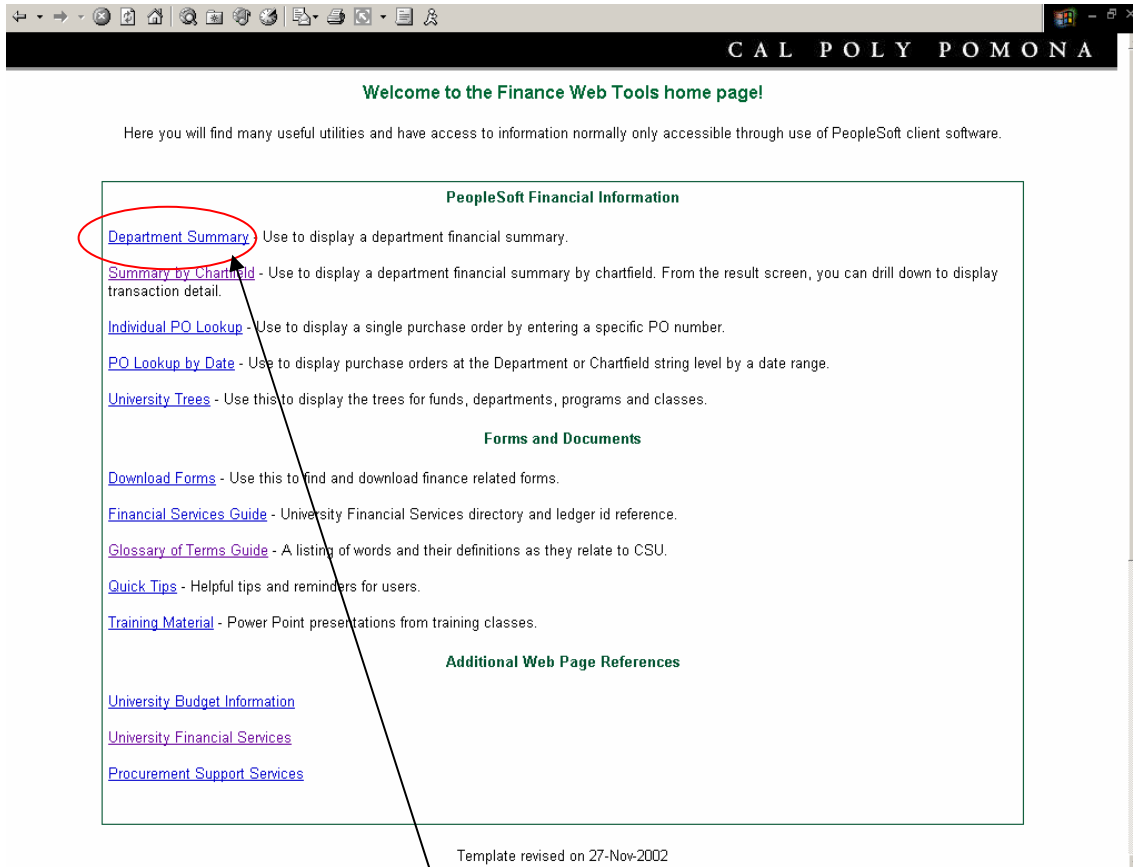 CAL POLY POMONA
Welcome to the Finance Web Tools home page!
Here you will find many useful utilities and have access to information normally only accessible through use of PeopleSoft client software.
PeopleSoft Financial Information
Department Summary - Use to display a department financial summary.
Summary by Chartfield - Use to display a department financial summary by chartfield. From the result screen, you can drill down to display
transaction detail.
Individual PO Lookup - Use to display a single purchase order by entering a specific PO number.
PO Lookup by Date - Use to display purchase orders at the Department or Chartfield string level by a date range.
University Trees - Use this to display the trees for funds, departments, programs and classes.
Forms and Documents
Download Forms - Use this to find and download finance related forms.
Financial Services Guide - University Financial Services directory and ledger id reference.
Glossary of Terms Guide - A listing of words and their definitions as they relate to CSU.
Quick Tips - Helpful tips and reminders for users.
Training Material - Power Point presentations from training classes.
Additional Web Page References
University Budget Information
University Financial Services
Procurement Support Services
Template revised on 27-Nov-2002